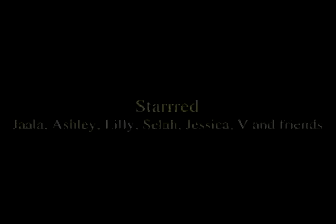 Starrred
Jaala, Ashley, Lilly, Selah, Jessica, V and friends